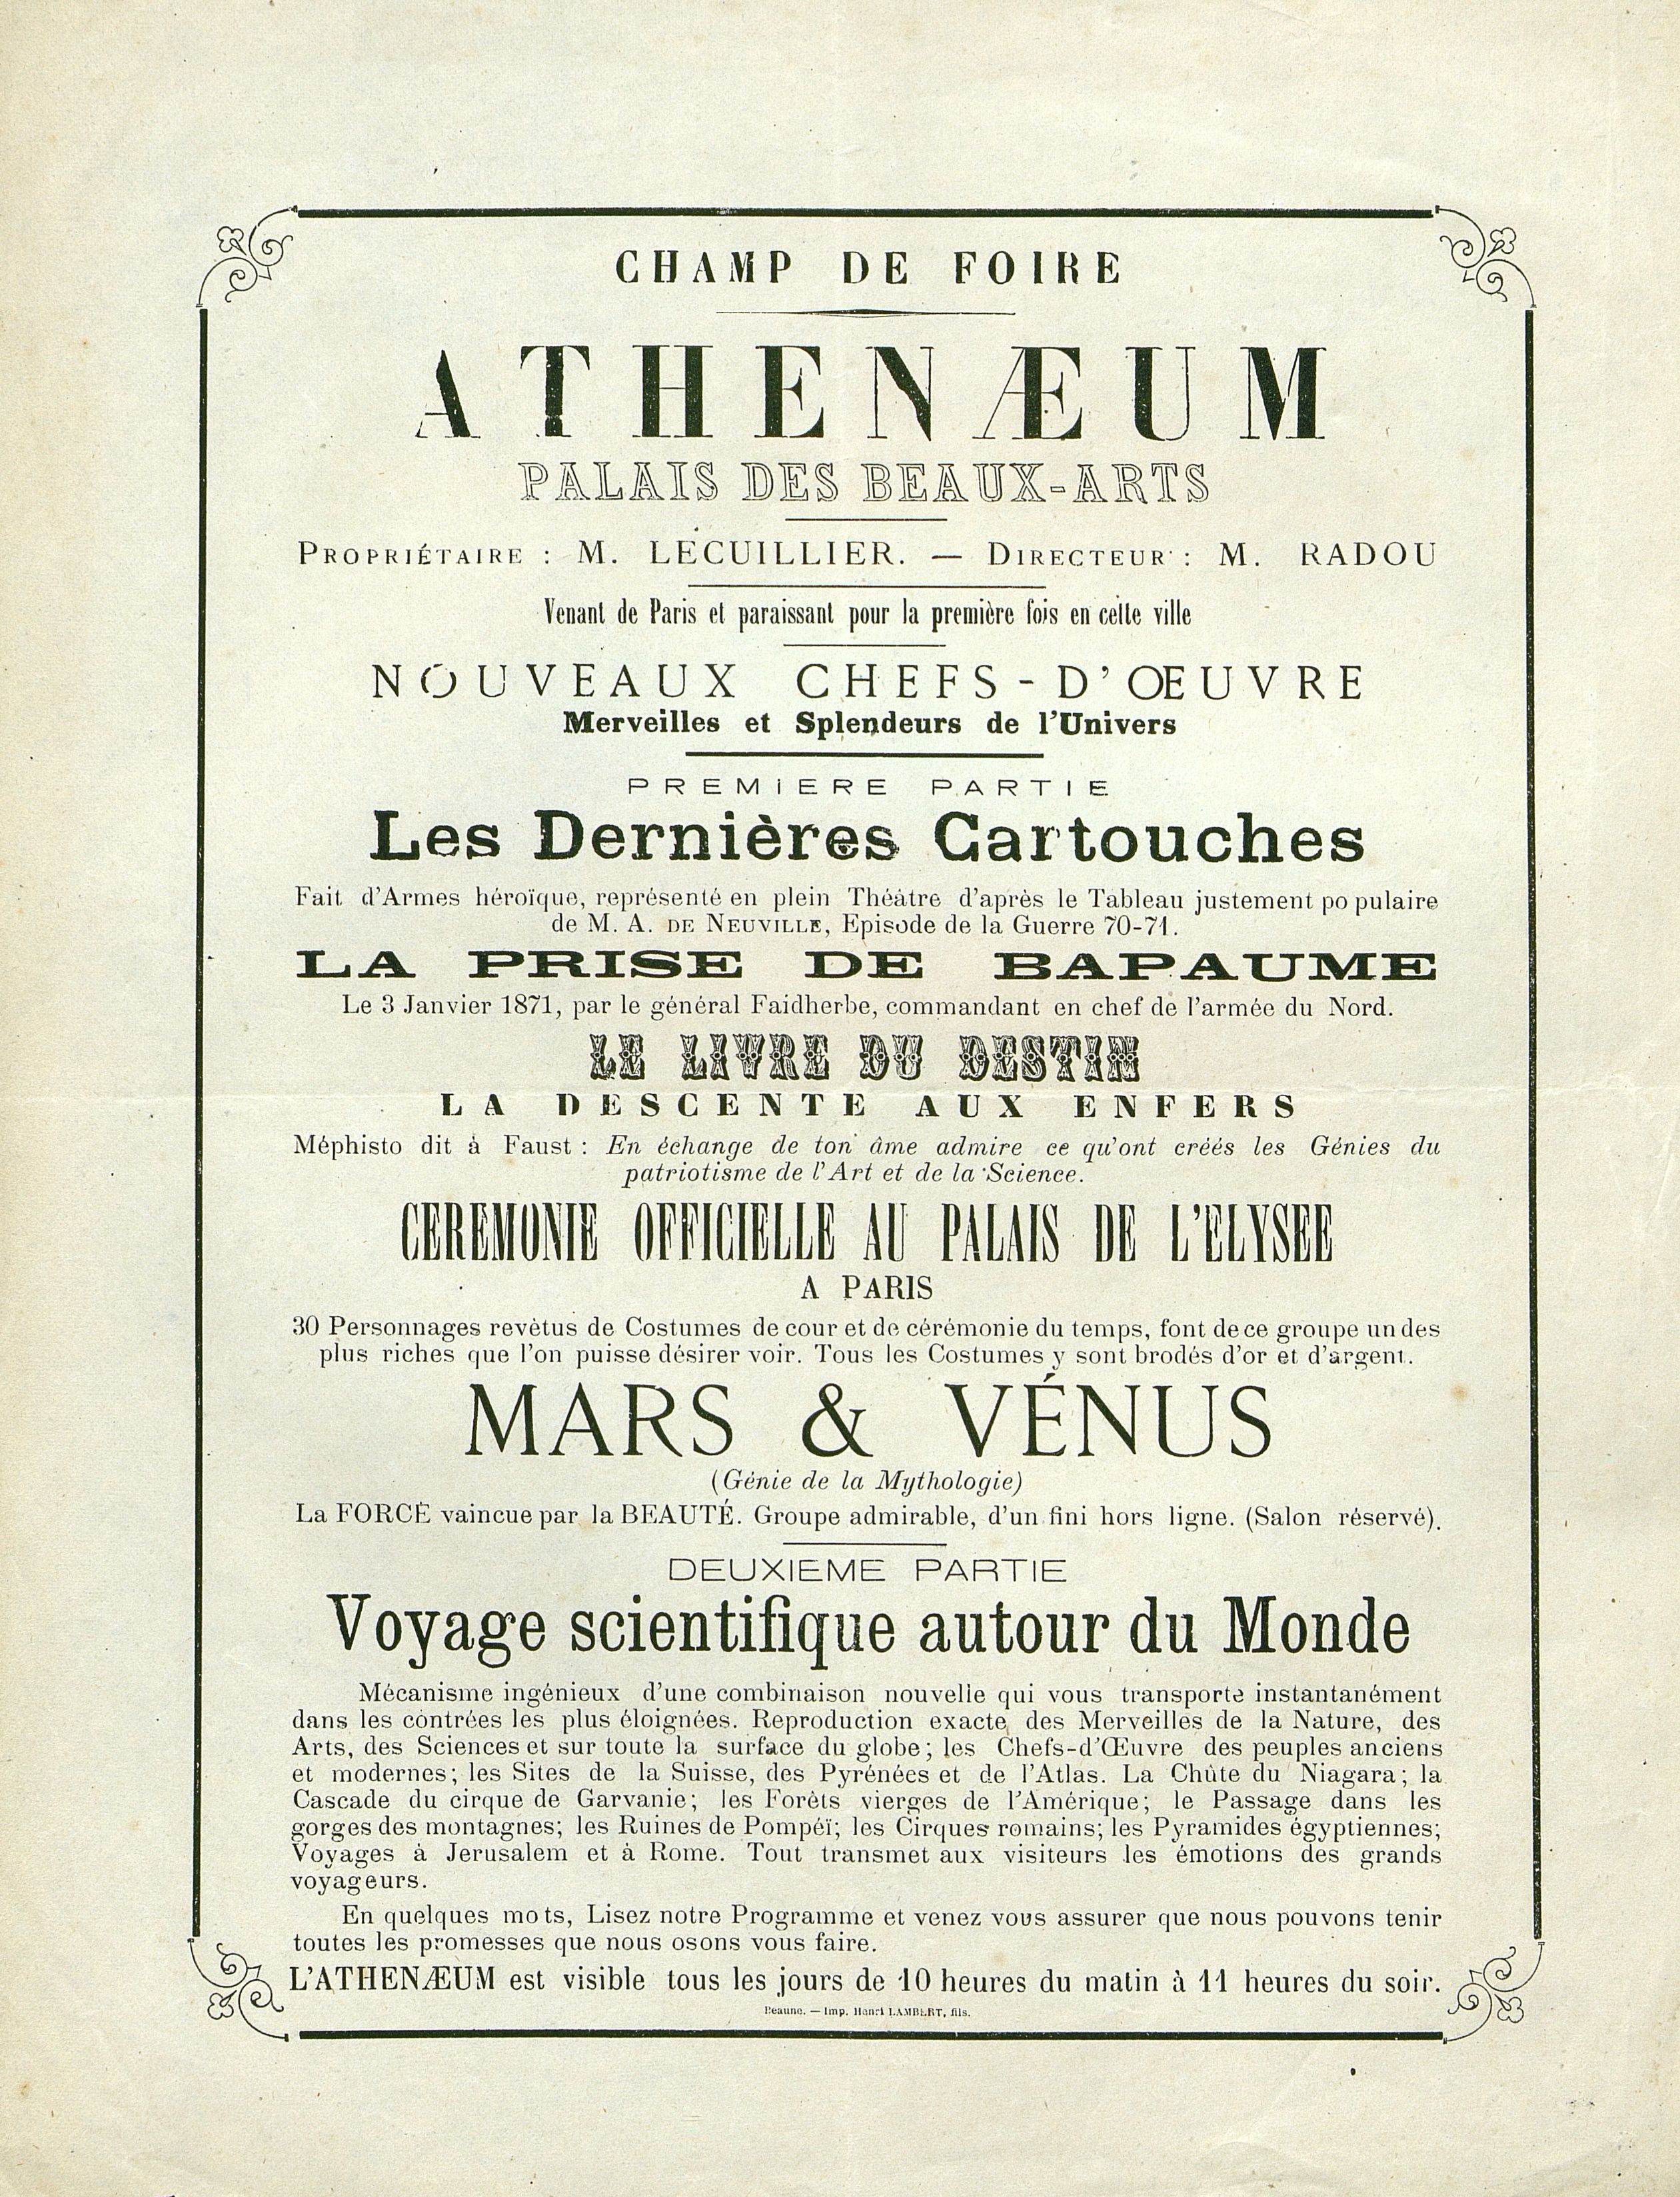 CHAMP DE FOIRE
ATHENÆUM
PALAIS DES BEAUX-ARTS
PROPRIÉTAIRE : M. LÉCUILLIER. — DIRECTEUR : M. RADOU
Venant de Paris et paraissant pour la première fois en cette ville
NOUVEAUX CHEFS-D'ŒUVRE
Merveilles et Splendeurs de l'Univers
PREMIERE PARTIE
Les Dernières Cartouches
Fait d'Armes héroïque, représenté en plein Théâtre d'après le Tableau justement po pulaire
de M. A. DE NEUVILLE, Episode de la Guerre 70-71.
LA PRISE DE BAPAUME
Le 3 Janvier 1871, par le général Faidherbe, commandant en chef de l'armée du Nord.
LE LIVRE DU DESTIN
LA DESCENTE AUX ENFERS
Méphisto dit à Faust : En échange de ton âme admire ce qu'ont créés les Génies du
patriotisme de l'Art et de la Science.
CEREMONIE OFFICIELLE AU PALAIS DE L'ELYSEE
A PARIS
30 Personnages revêtus de Costumes de cour et de cérémonie du temps, font de ce groupe un des
plus riches que l'on puisse désirer voir. Tous les Costumes y sont brodés d'or et d'argent.
MARS & VÉNUS
(Génie de la Mythologie)
La FORCE vaincue par la BEAUTÉ. Groupe admirable, d'un fini hors ligne. (Salon réservé).
DEUXIEME PARTIE
Voyage scientifique autour du Monde
Mécanisme ingénieux d'une combinaison nouvelle qui vous transporte instantanément
dans les contrées les plus éloignées. Reproduction exacte des Merveilles de la Nature, des
Arts, des Sciences et sur toute la surface du globe; les Chefs-d'Œuvre des peuples anciens
et modernes; les Sites de la Suisse, des Pyrénées et de l'Atlas. La Chûte du Niagara; la
Cascade du cirque de Garvanie; les Forêts vierges de l'Amérique; le Passage dans les
gorges des montagnes; les Ruines de Pompéï; les Cirques romains; les Pyramides égyptiennes;
Voyages à Jerusalem et à Rome. Tout transmet aux visiteurs les émotions des grands
voyageurs.
En quelques mots, Lisez notre Programme et venez vous assurer que nous pouvons tenir
toutes les promesses que nous osons vous faire.
L'ATHENÆUM est visible tous les jours de 10 heures du matin à 11 heures du soir.
Beaune. — Imp. Henri LAMBERT, fils.